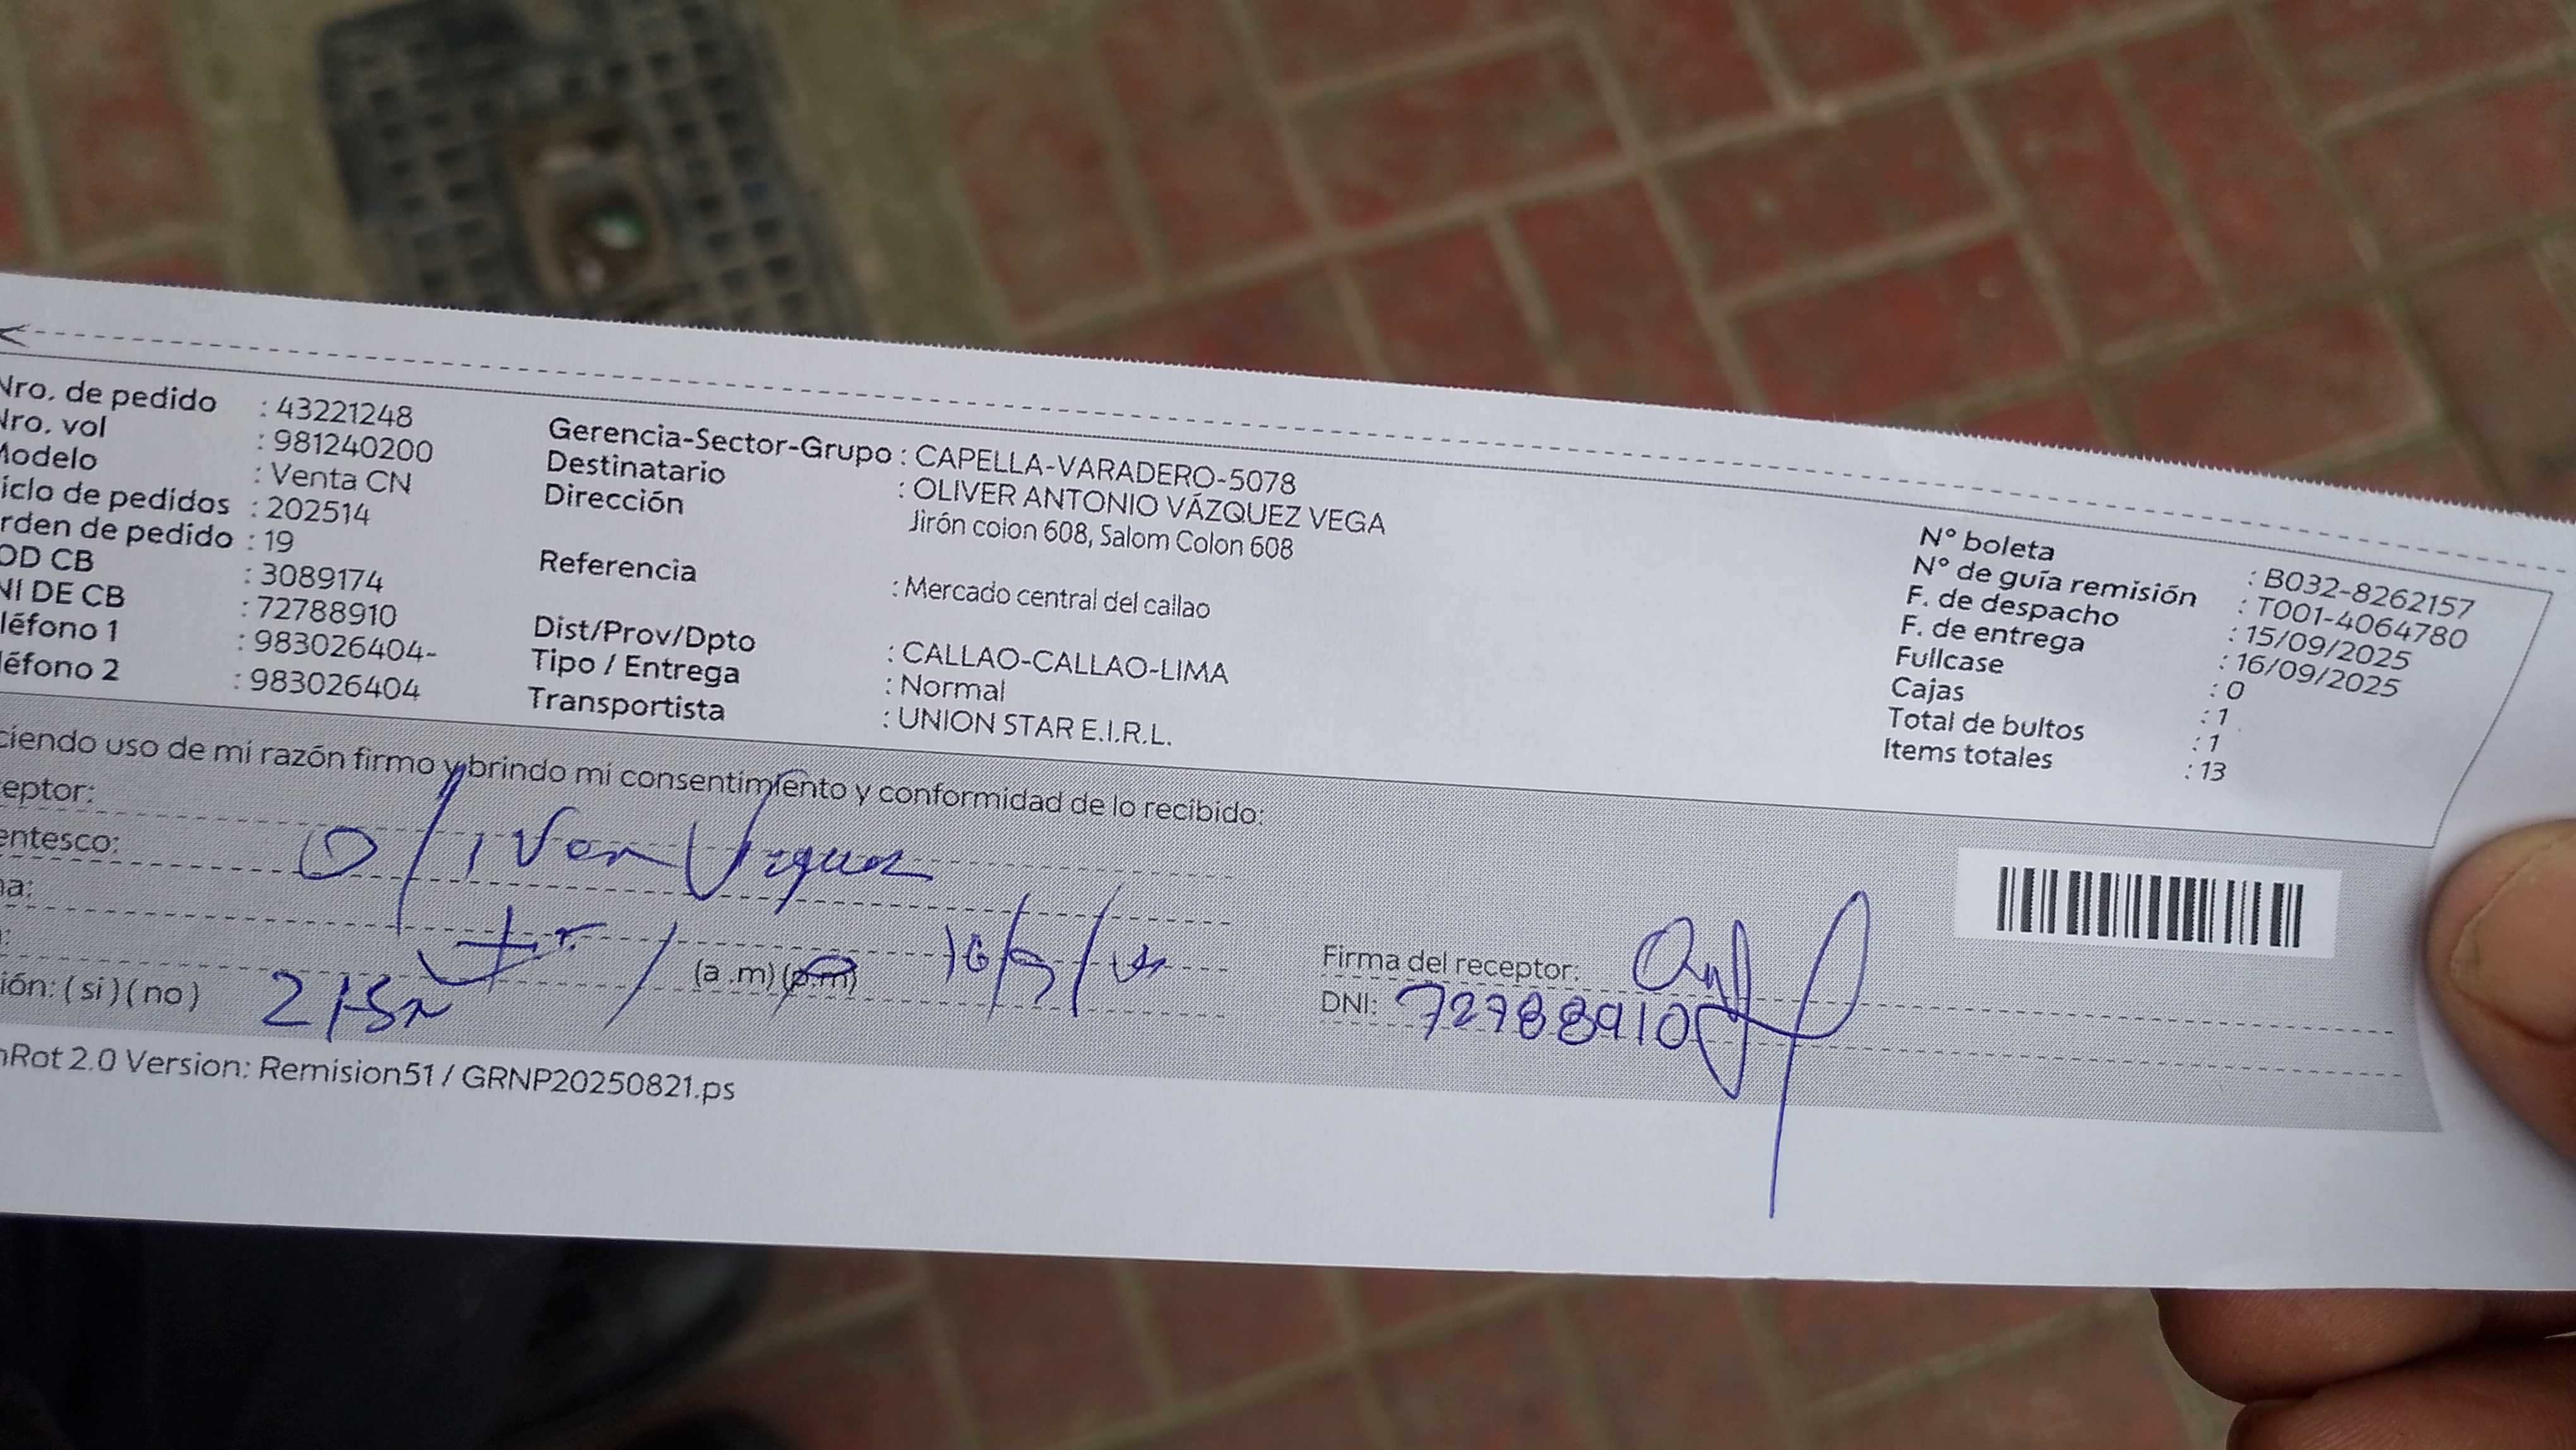 Nro. de pedido : 43221248
Nro. vol : 981240200
Modelo : Venta CN
iclo de pedidos : 202514
rden de pedido : 19
OD CB : 3089174
NI DE CB : 72788910
léfono 1 : 983026404-
léfono 2 : 983026404
Gerencia-Sector-Grupo : CAPELLA-VARADERO-5078
Destinatario : OLIVER ANTONIO VÁZQUEZ VEGA
Dirección Jirón colon 608, Salom Colon 608
Referencia : Mercado central del callao
Dist/Prov/Dpto : CALLAO-CALLAO-LIMA
Tipo / Entrega : Normal
Transportista : UNION STAR E.I.R.L.
N° boleta : B032-8262157
N° de guía remisión : T001-4064780
F. de despacho : 15/09/2025
F. de entrega : 16/09/2025
Fullcase : 0
Cajas : 1
Total de bultos : 1
Items totales : 13
ciendo uso de mi razón firmo y brindo mi consentimiento y conformidad de lo recibido:
eptor:
entesco: Oliver
na:
(a .m) (p.m)
ión: ( si ) ( no )
Firma del receptor:
DNI: 72788910
nRot 2.0 Version: Remision51 / GRNP20250821.ps